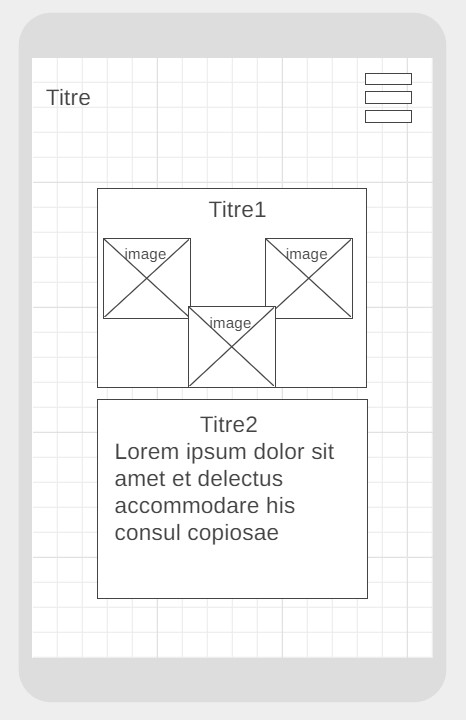 Titre
Titre1
image
image
image
Titre2
Lorem ipsum dolor sit
amet et delectus
accommodare his
consul copiosae